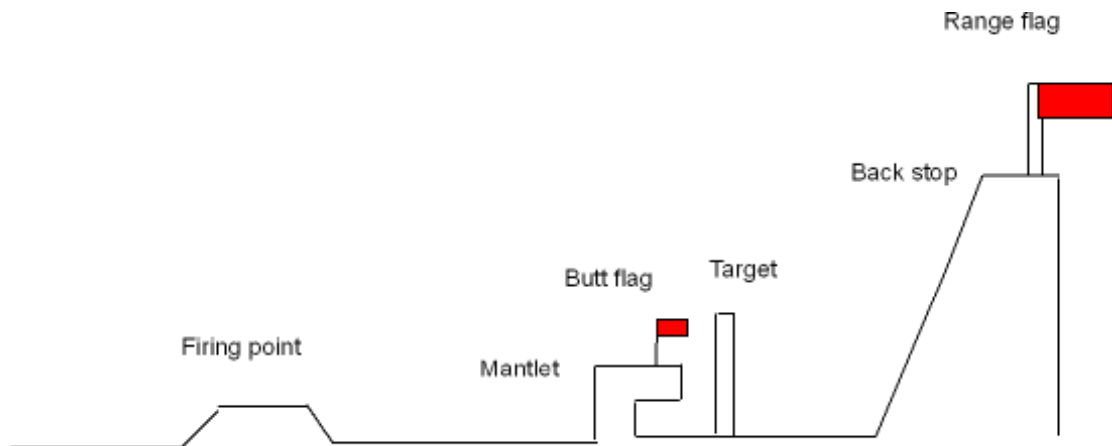 Range flag
Back stop
Butt flag
Target
Firing point
Mantlet